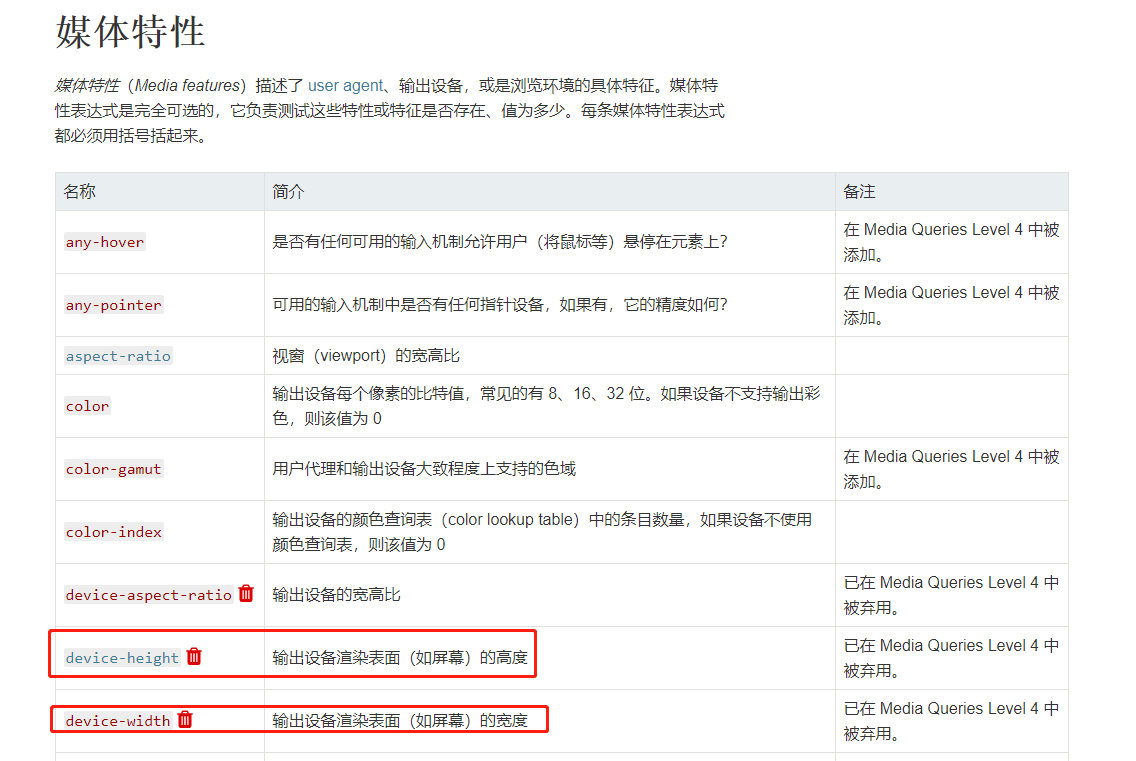 媒体特性
媒体特性（Media features）描述了 user agent、输出设备，或是浏览环境的具体特征。媒体特
性表达式是完全可选的，它负责测试这些特性或特征是否存在、值为多少。每条媒体特性表达式
都必须用括号括起来。
名称 简介 备注
any-hover 是否有任何可用的输入机制允许用户（将鼠标等）悬停在元素上？ 在 Media Queries Level 4 中被
添加。
any-pointer 可用的输入机制中是否有任何指针设备，如果有，它的精度如何？ 在 Media Queries Level 4 中被
添加。
aspect-ratio 视窗（viewport）的宽高比
color 输出设备每个像素的比特值，常见的有 8、16、32 位。如果设备不支持输出彩
色，则该值为 0
color-gamut 用户代理和输出设备大致程度上支持的色域 在 Media Queries Level 4 中被
添加。
color-index 输出设备的颜色查询表（color lookup table）中的条目数量，如果设备不使用
颜色查询表，则该值为 0
device-aspect-ratio 输出设备的宽高比 已在 Media Queries Level 4 中
被弃用。
device-height 输出设备渲染表面（如屏幕）的高度 已在 Media Queries Level 4 中
被弃用。
device-width 输出设备渲染表面（如屏幕）的宽度 已在 Media Queries Level 4 中
被弃用。